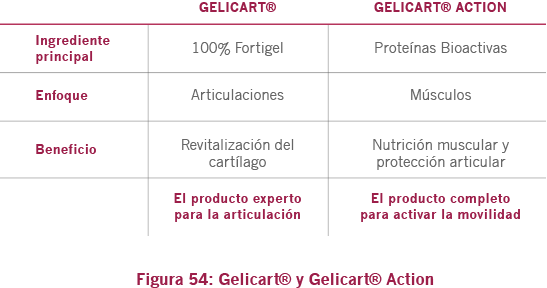 GELICART® GELICART® ACTION
Ingrediente
principal
100% Fortigel Proteínas Bioactivas
Enfoque Articulaciones Músculos
Beneficio
Revitalización del
cartílago
Nutrición muscular y
protección articular
El producto experto
para la articulación
El producto completo
para activar la movilidad
Figura 54: Gelicart® y Gelicart® Action